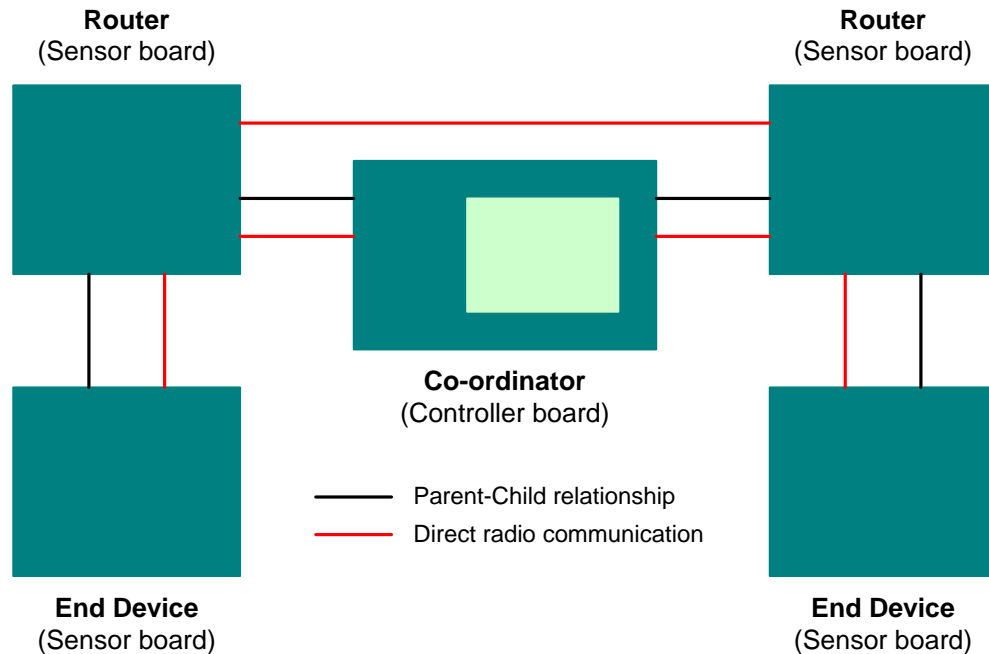 Router
(Sensor board)
Router
(Sensor board)
Co-ordinator
(Controller board)
Parent-Child relationship
Direct radio communication
End Device
(Sensor board)
End Device
(Sensor board)